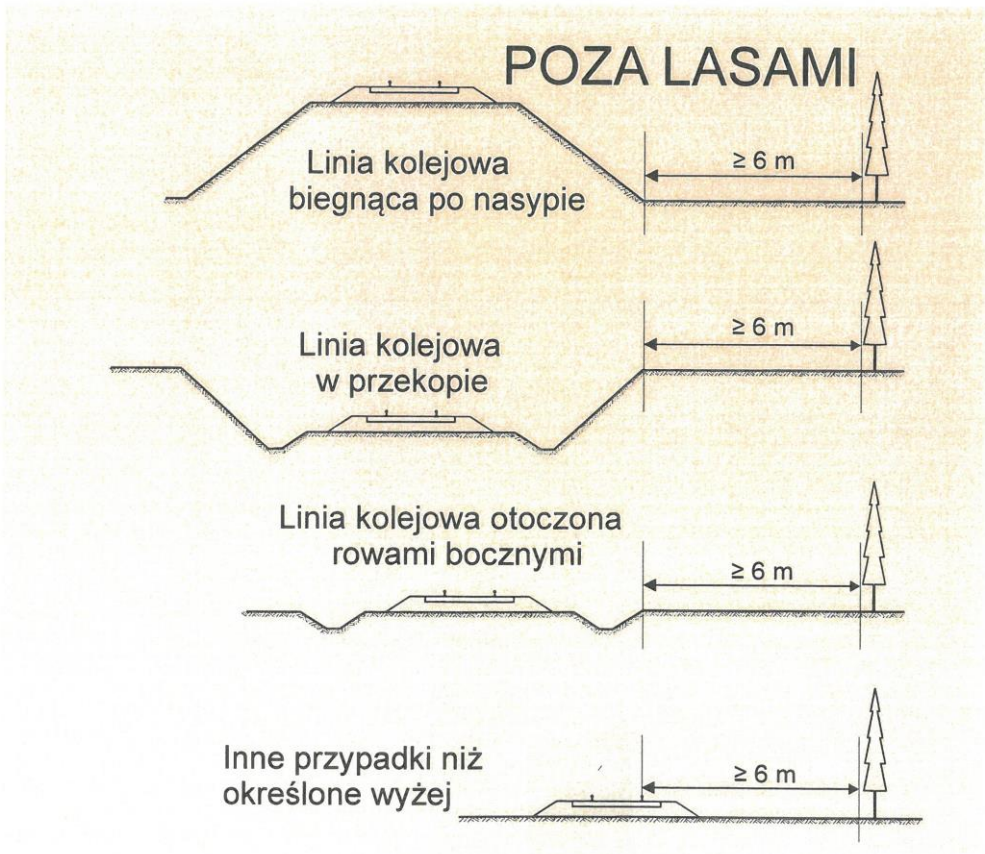 POZA LASAMI
Linia kolejowa
biegnąca po nasypie
≥ 6 m
Linia kolejowa
w przekopie
≥ 6 m
Linia kolejowa otoczona
rowami bocznymi
≥ 6 m
Inne przypadki niż
określone wyżej
≥ 6 m